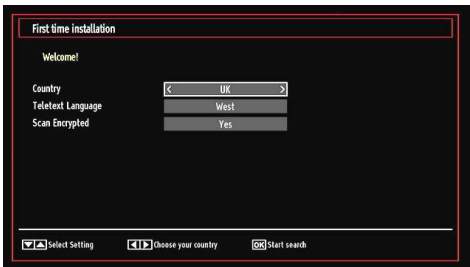 First time installation
Welcome!
Country < UK >
Teletext Language West
Scan Encrypted Yes
Select Setting Choose your country OK Start search